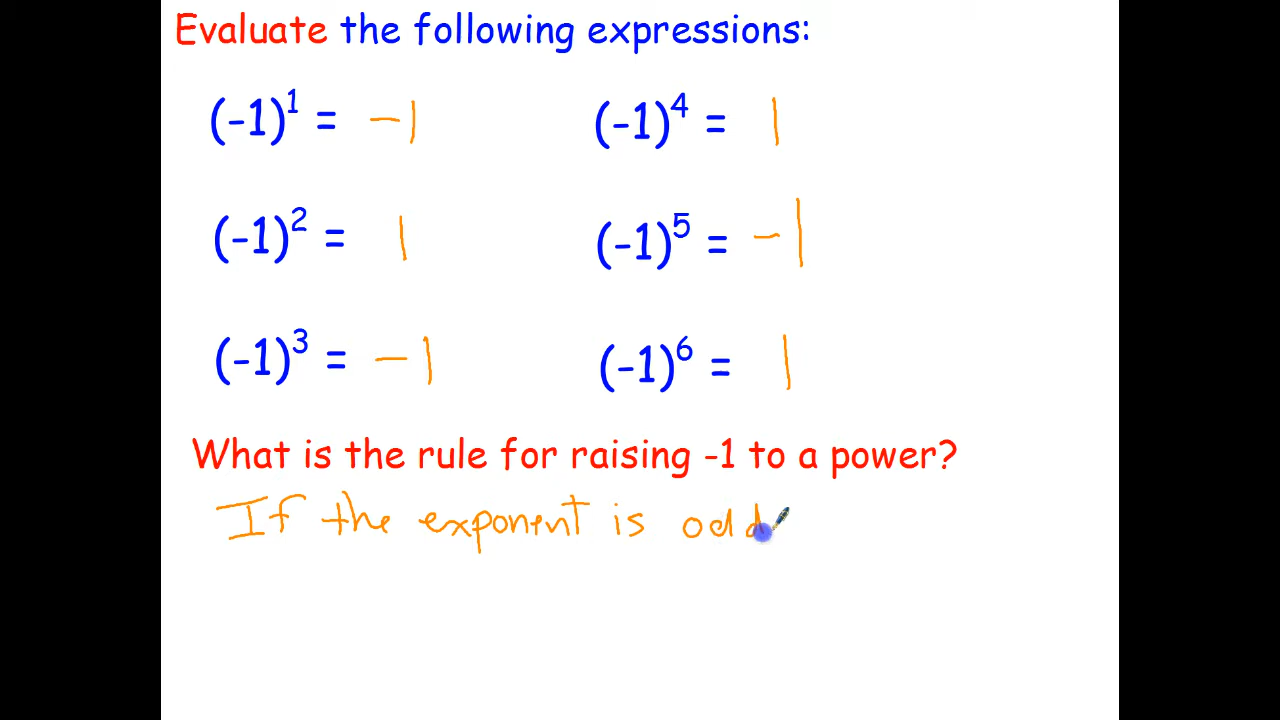 Evaluate the following expressions:
(-1)^1 = -1
(-1)^4 = 1
(-1)^2 = 1
(-1)^5 = -1
(-1)^3 = -1
(-1)^6 = 1
What is the rule for raising -1 to a power?
If the exponent is odd